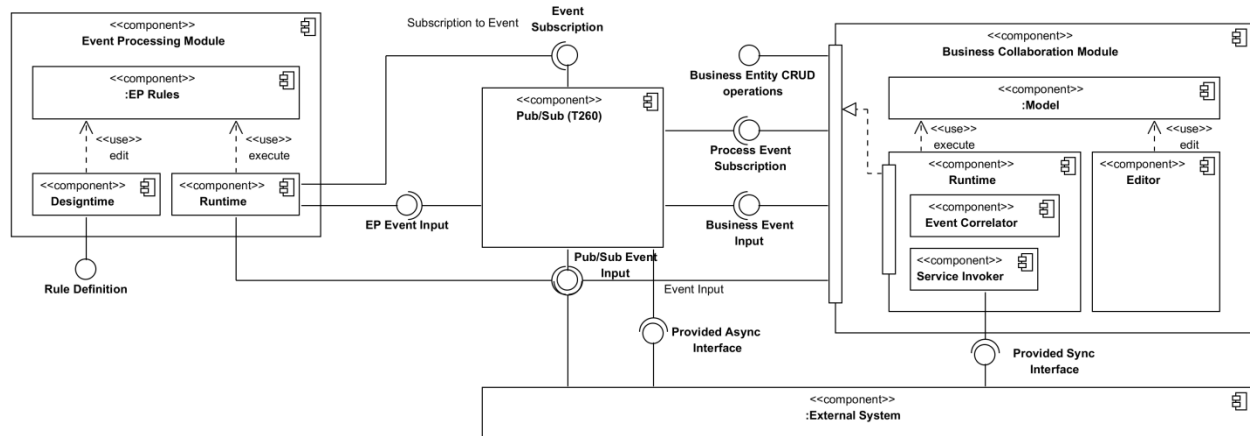 <<component>>
Event Processing Module
<<component>>
:EP Rules
<<use>>
edit
<<use>>
execute
<<component>>
Designtime
<<component>>
Runtime
Rule Definition
Subscription to Event
Event
Subscription
EP Event Input
<<component>>
Pub/Sub (T260)
Pub/Sub Event
Input
Event Input
Business Entity CRUD
operations
Process Event
Subscription
Business Event
Input
Provided Async
Interface
<<component>>
Business Collaboration Module
<<component>>
:Model
<<use>>
execute
<<use>>
edit
<<component>>
Runtime
<<component>>
Event Correlator
<<component>>
Service Invoker
<<component>>
Editor
Provided Sync
Interface
<<component>>
:External System